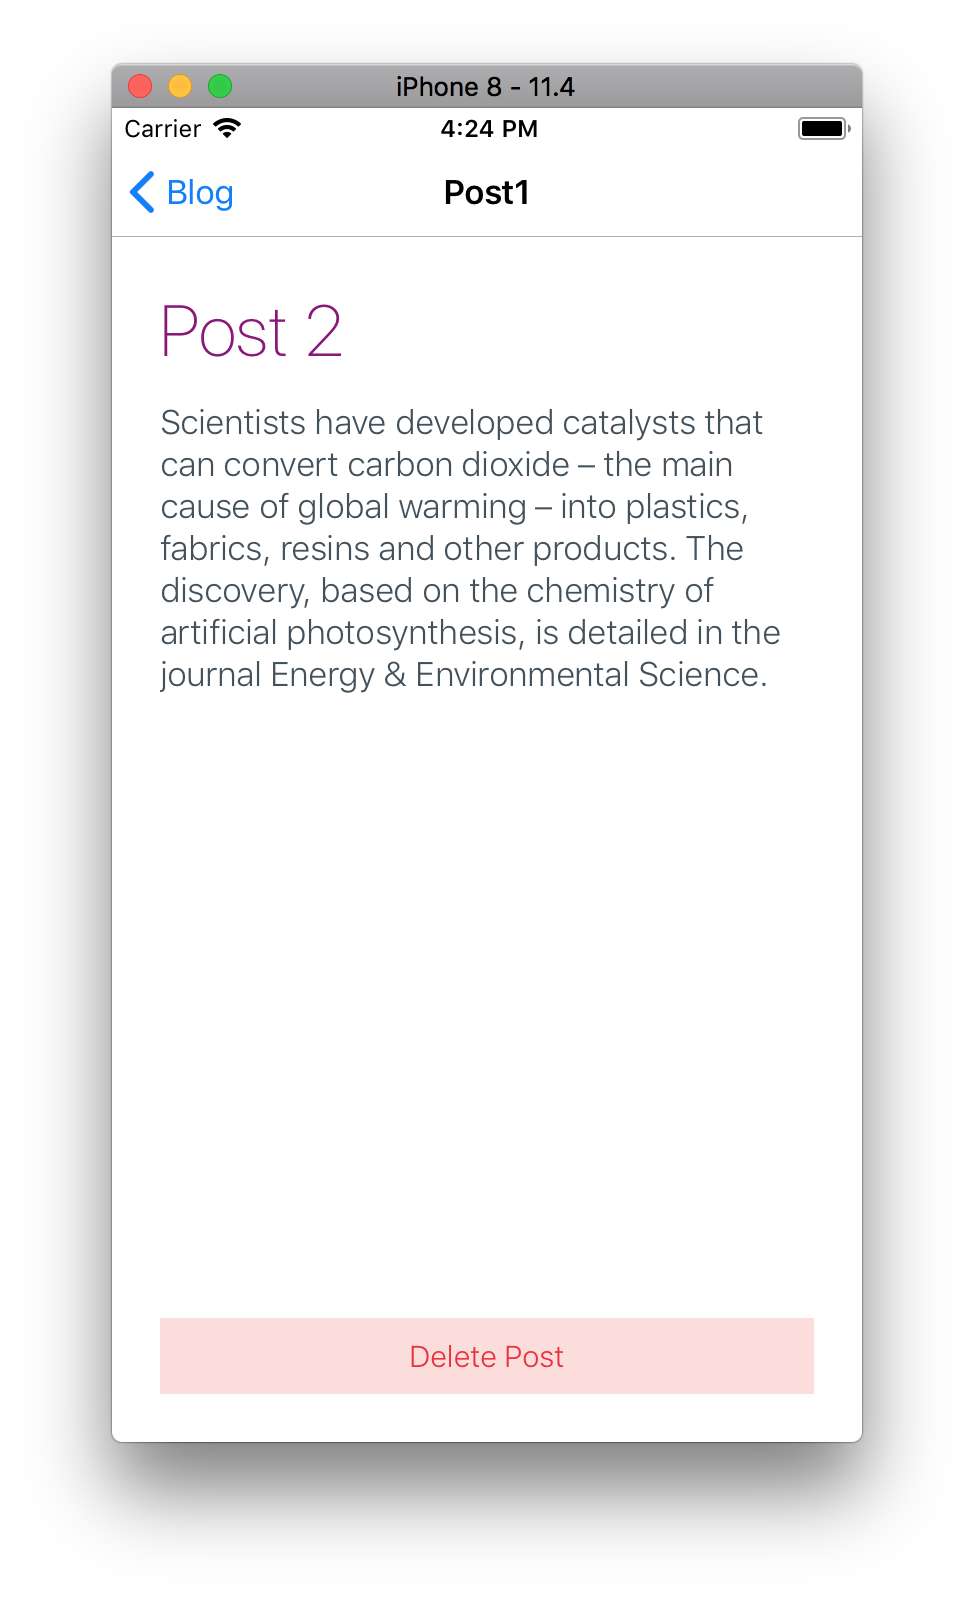 iPhone 8 - 11.4
Carrier 4:24 PM
Blog Post1
Post 2
Scientists have developed catalysts that
can convert carbon dioxide – the main
cause of global warming – into plastics,
fabrics, resins and other products. The
discovery, based on the chemistry of
artificial photosynthesis, is detailed in the
journal Energy & Environmental Science.
Delete Post